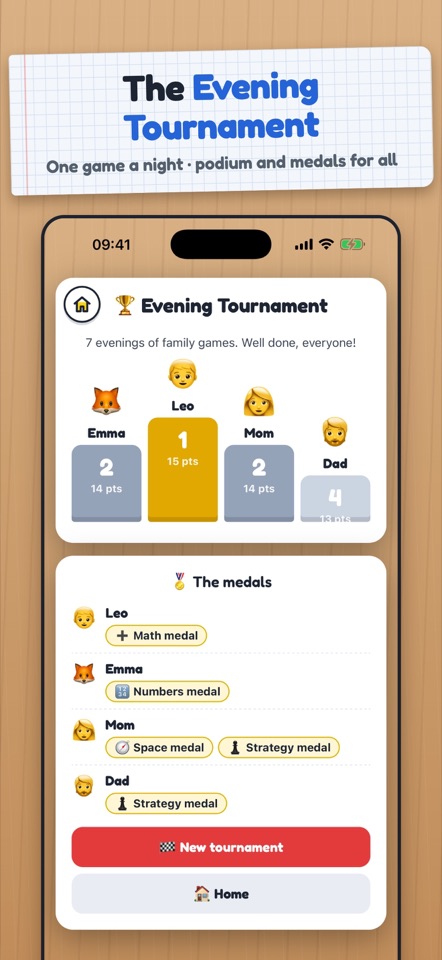 The Evening
Tournament
One game a night · podium and medals for all
09:41
🏆 Evening Tournament
7 evenings of family games. Well done, everyone!
Leo
Emma
Mom
Dad
1
15 pts
2
14 pts
2
14 pts
4
13 pts
🏅 The medals
Leo
➕ Math medal
Emma
🔢 Numbers medal
Mom
🧭 Space medal ♟️ Strategy medal
Dad
♟️ Strategy medal
🏁 New tournament
🏠 Home